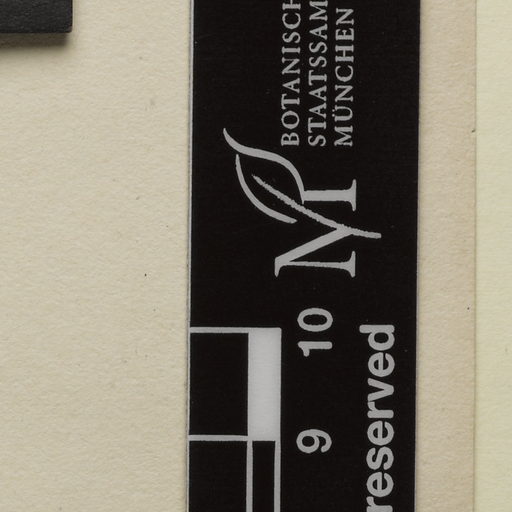 BOTANISCH
STAATSSAM
MÜNCHEN
M
10
9
reserved